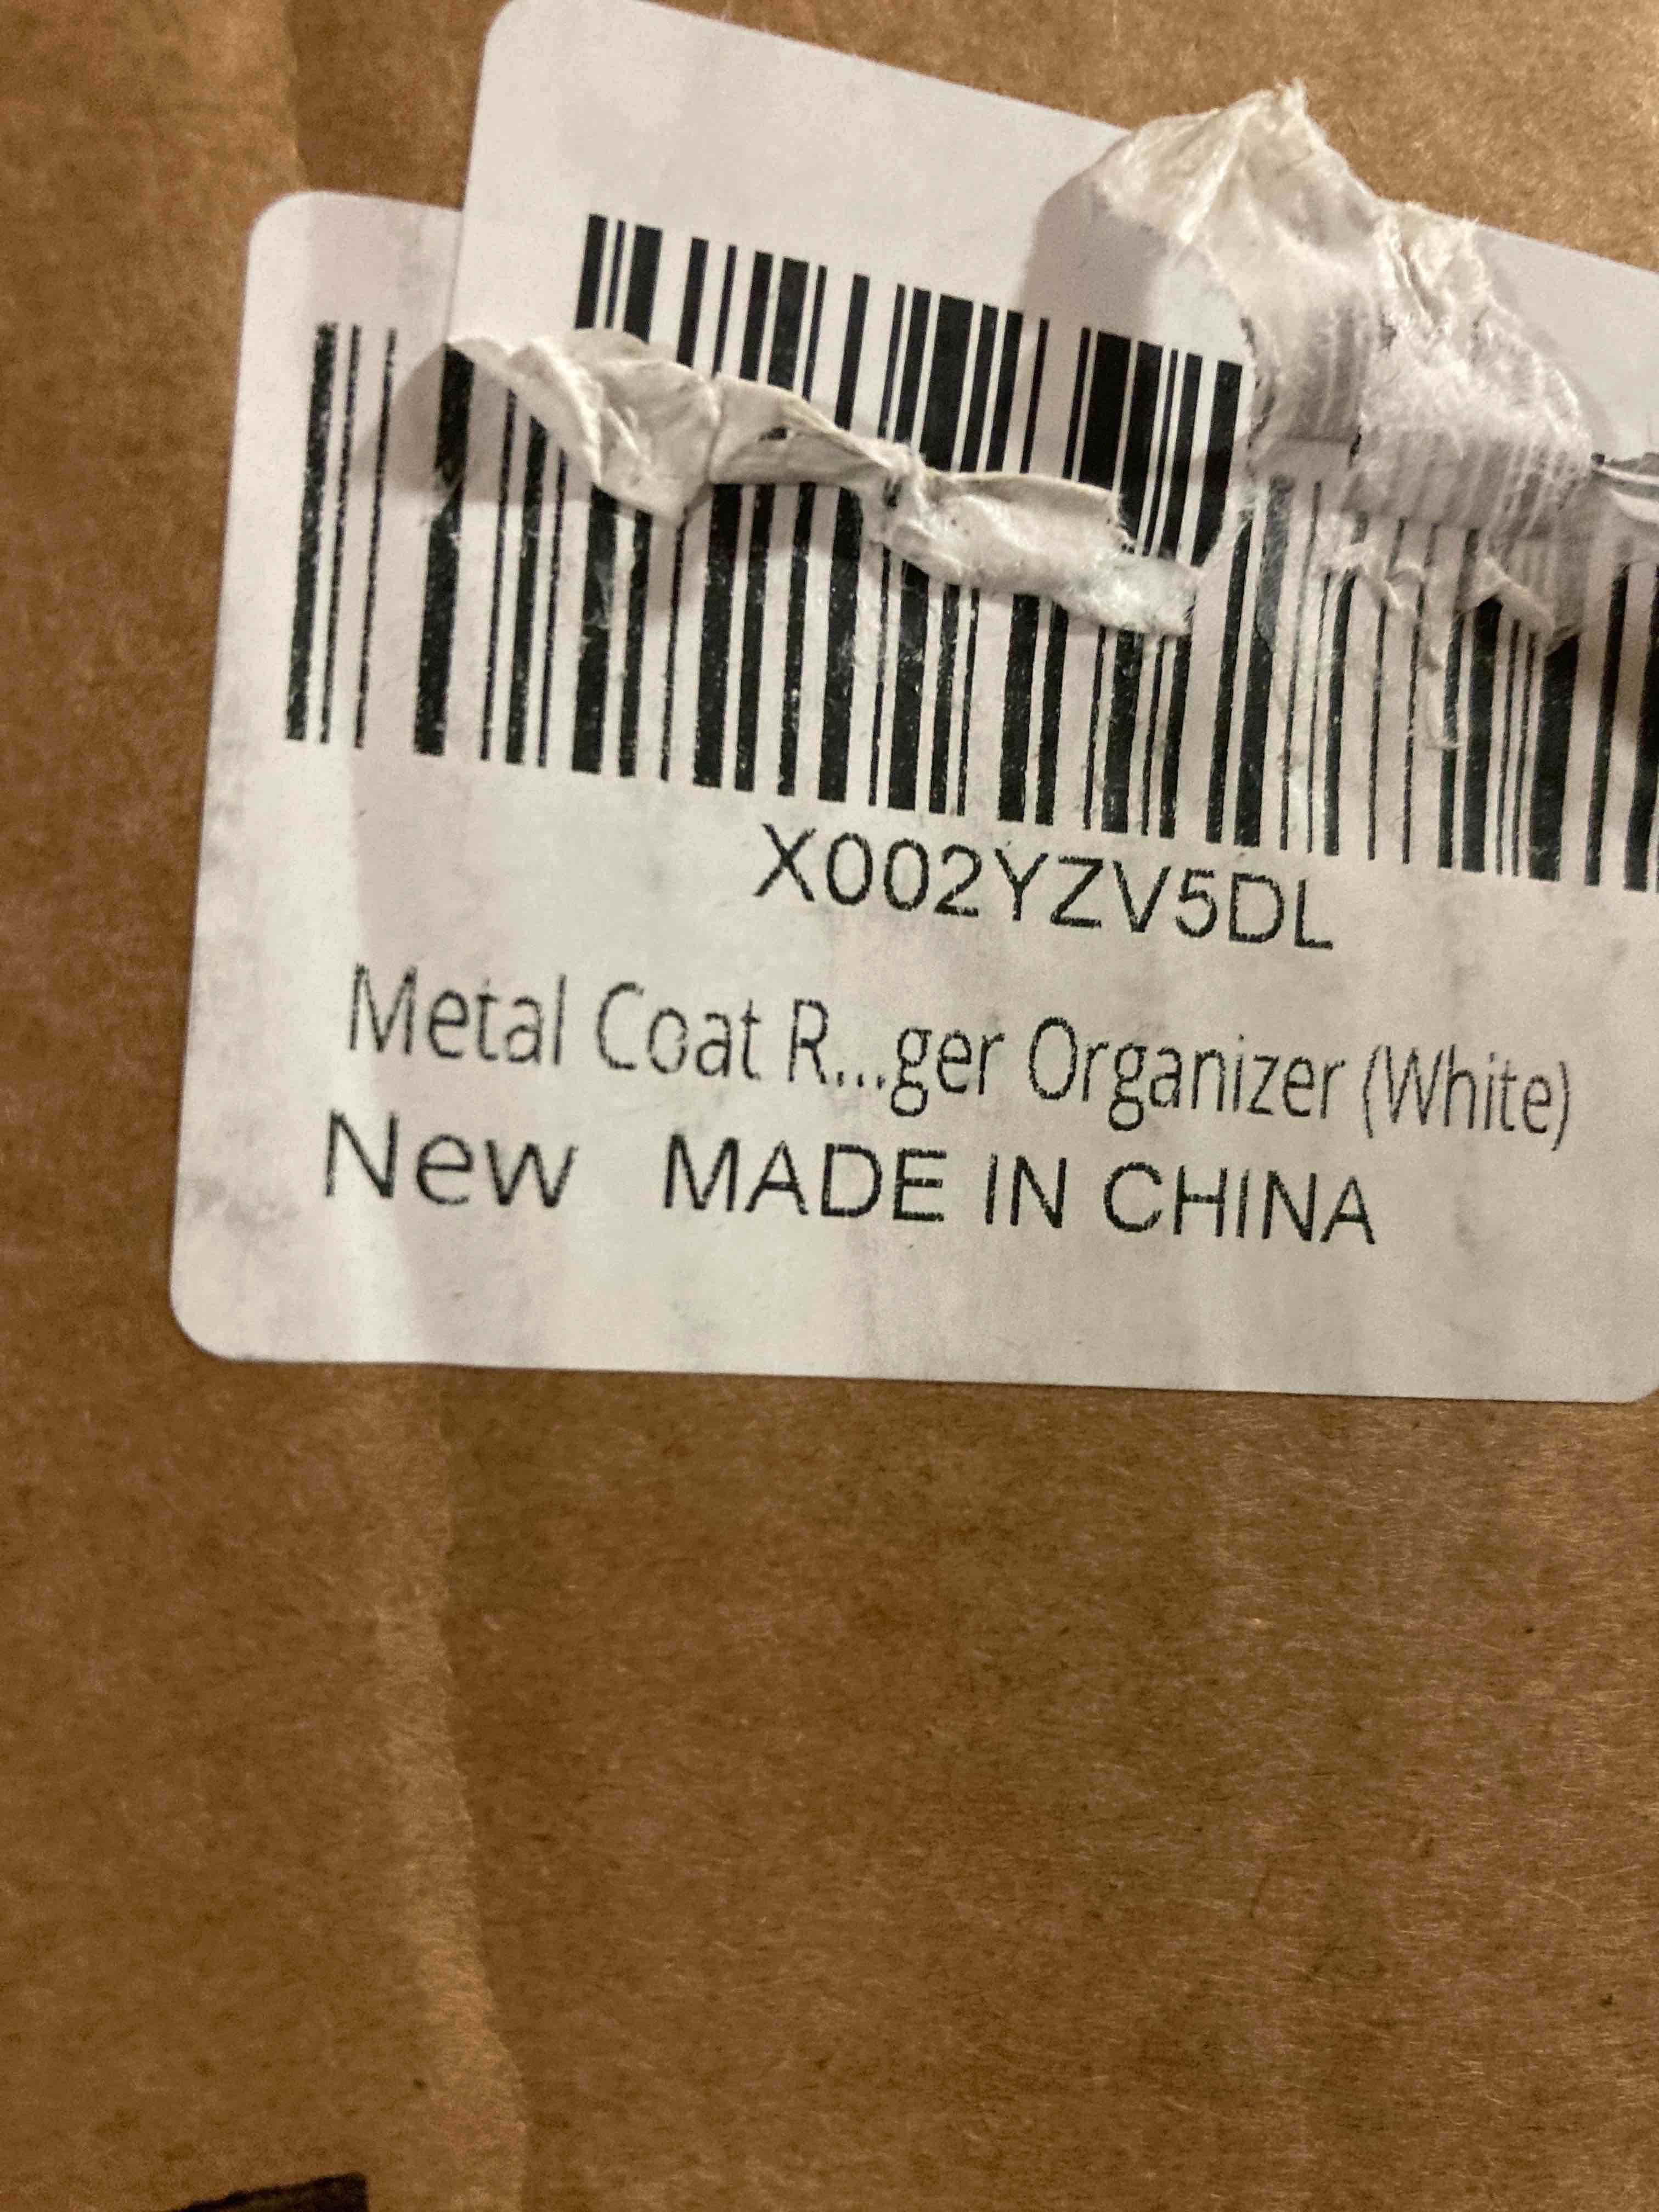 X002YZV5DL
Metal Coat R...ger Organizer (White)
New MADE IN CHINA